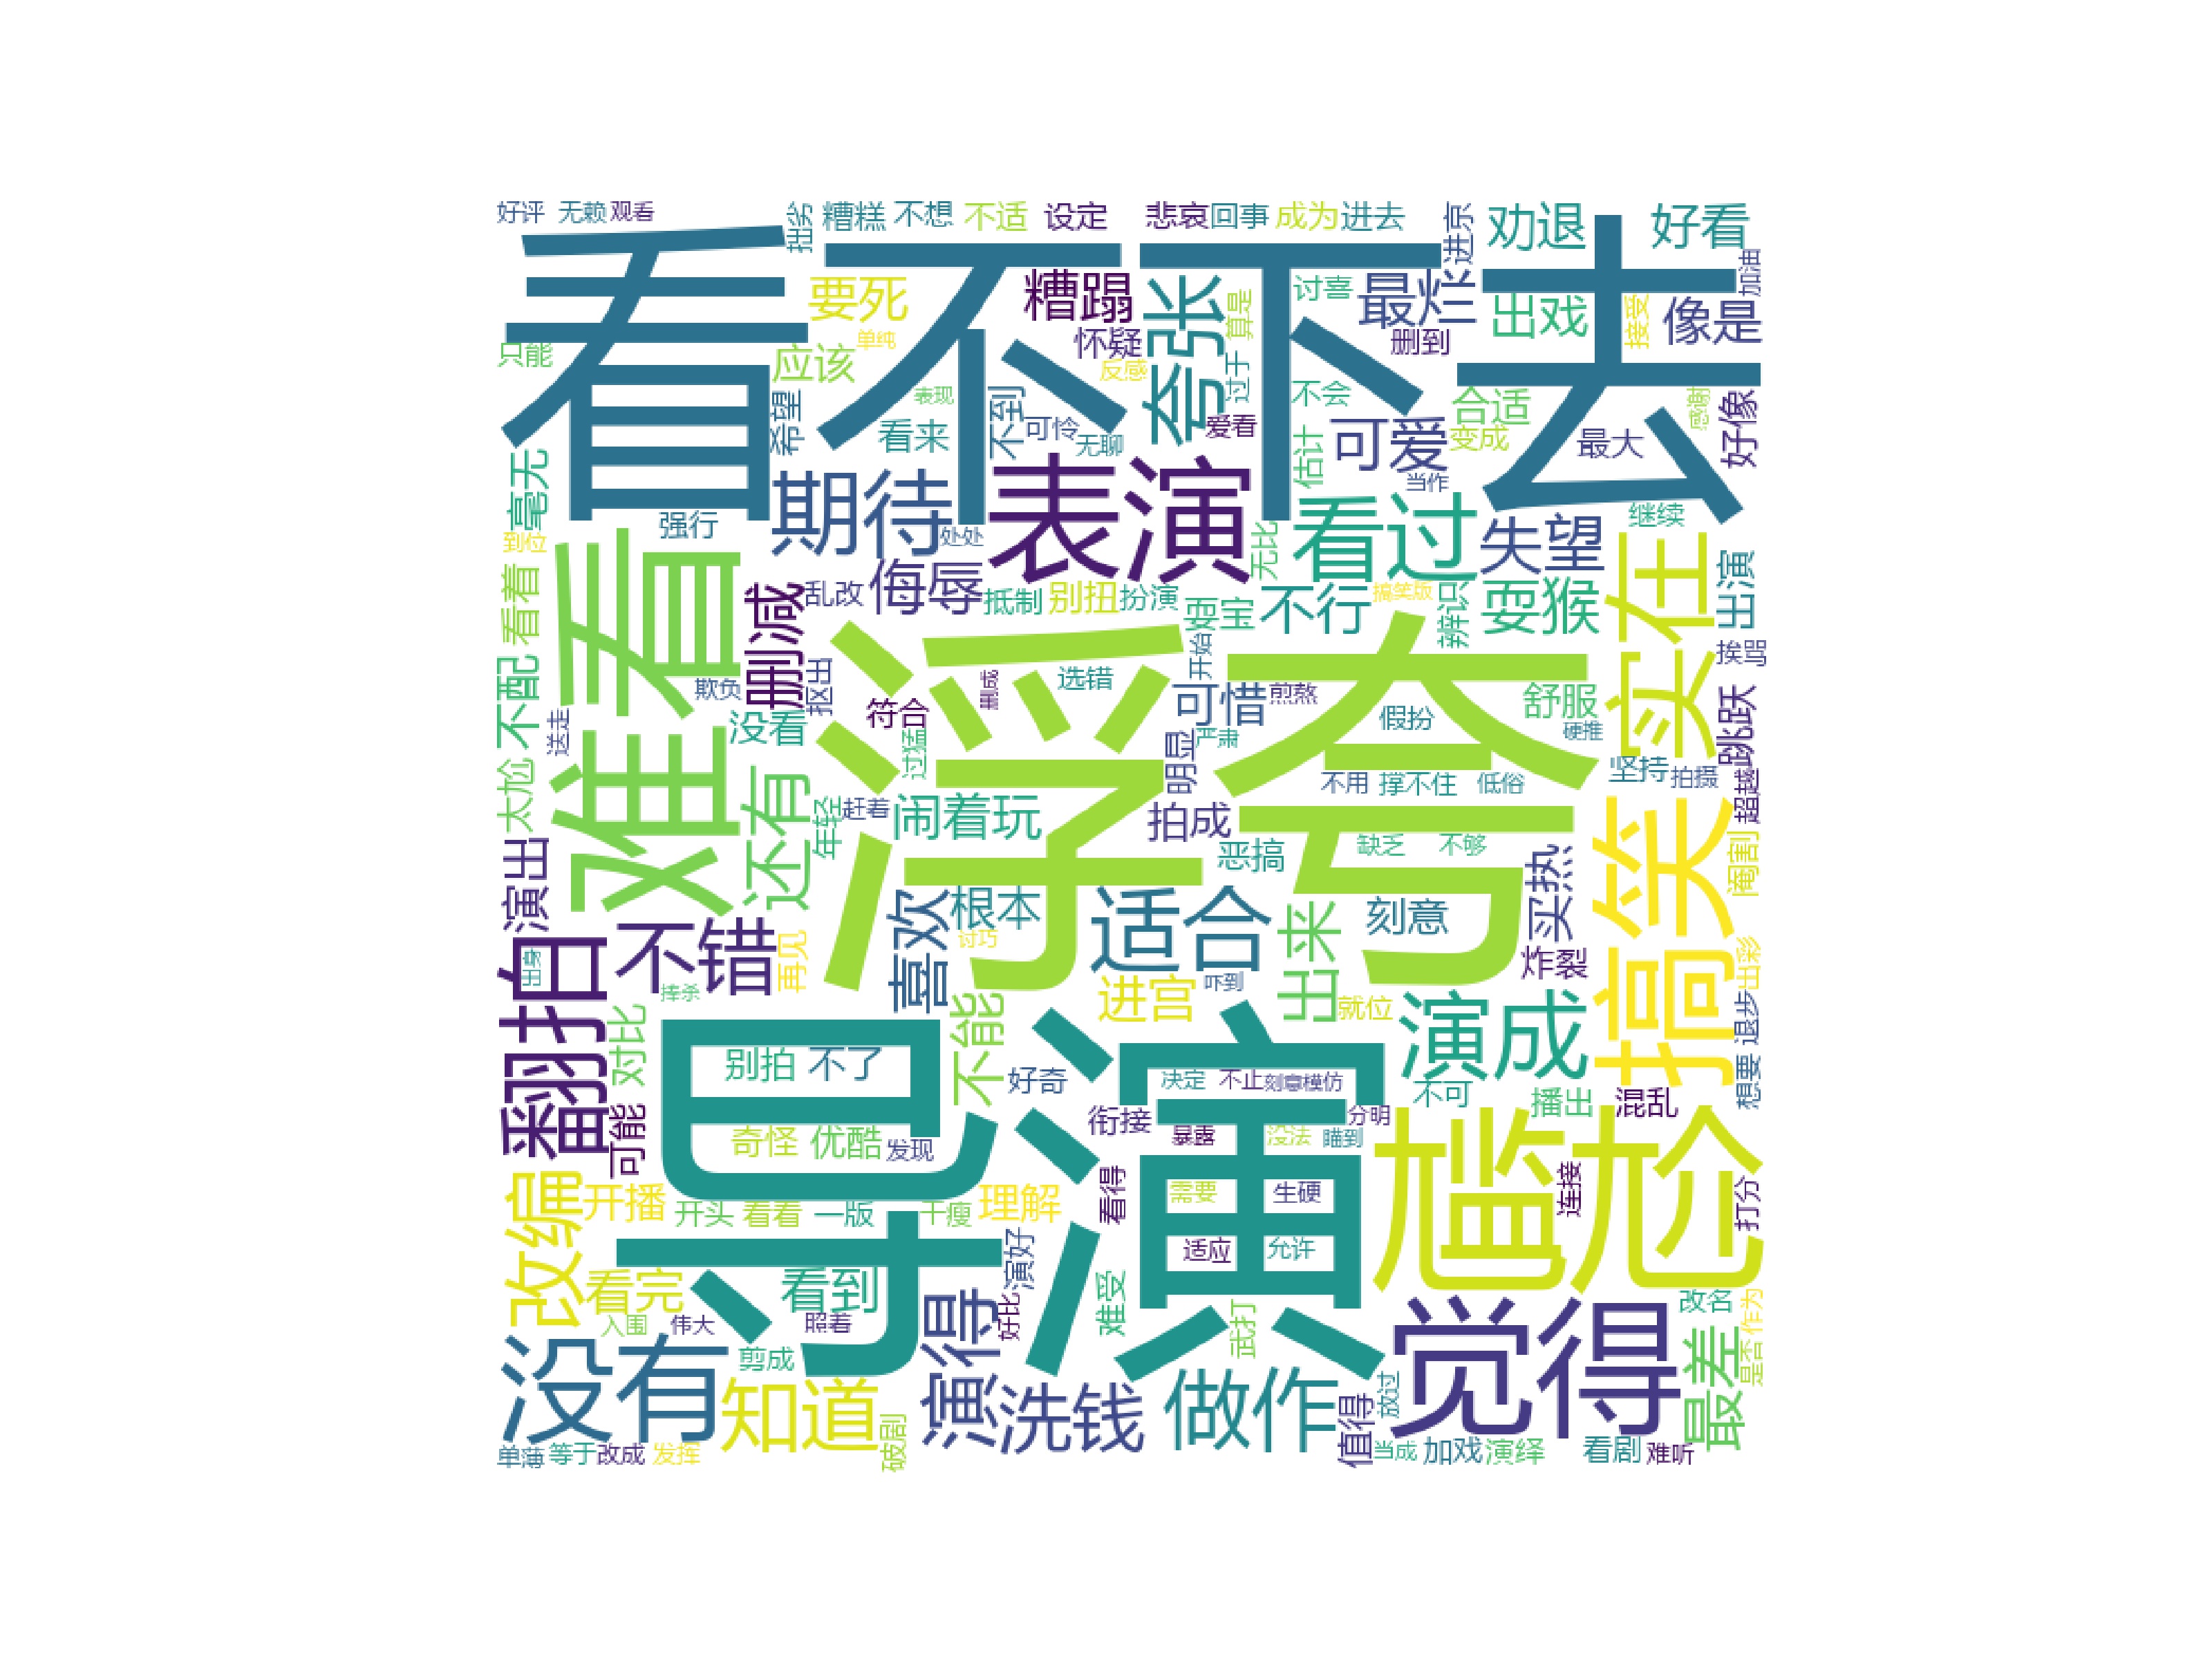 好评 无赖 观看
拙劣
糟糕 不想 不适 设定
悲哀 回事 成为 进去
进京
劝退 好看
看不下去
要死 糟蹋 夸张 算是 讨喜 最烂 出戏 接受 像是 加油
只能 应该 单纯 怀疑 反感 过于 删到
希望 表现 不到 不会 合适 感谢 好像
看来 可怜 无聊 爱看 估计 可爱 变成 最大
当作
毫无 期待 表演 看过 失望 继续
强行 处处 无比
到位 难看 实在
看着 删减 乱改 侮辱 抵制 别扭 扮演 不行 搞笑版 辨识 耍猴 出演
浮夸
不配 欺负 抠出 删成 选错 开始 可惜 煎熬 舒服 挨骂
没看 符合 过猛 明显 严肃 假扮 硬推 跳跃
送走 坚持 拍摄
太尬 还有 年轻 赶着 闹着玩 拍成 不用 撑不住 低俗 超越
恶搞 缺乏 不够 搞笑
演出 喜欢 根本 适合 出来 刻意 买热 阉割
翻拍 不错 再见 讨巧 炸裂 出彩
出身 捧杀 进宫 吓到 就位 退步
导演
对比 不能 演成
别拍 不了 好奇 决定 不止 刻意模仿 不可 播出 混乱 想要
可能 奇怪 优酷 发现 衔接 暴露 没法 瞄到 分明 尴尬
改编 开播 开头 看看 一版 干瘦 理解 看得 需要 生硬 连接 打分
适应 允许
看完 看到 演得 演好 难受 武打 觉得 改名 作为
入围 伟大 照着 好比 最差 是否
没有 剪成 知道 洗钱 做作 值得 放过
破剧
单薄 等于 改成 发挥 当成 加戏 演绎 看剧 难听